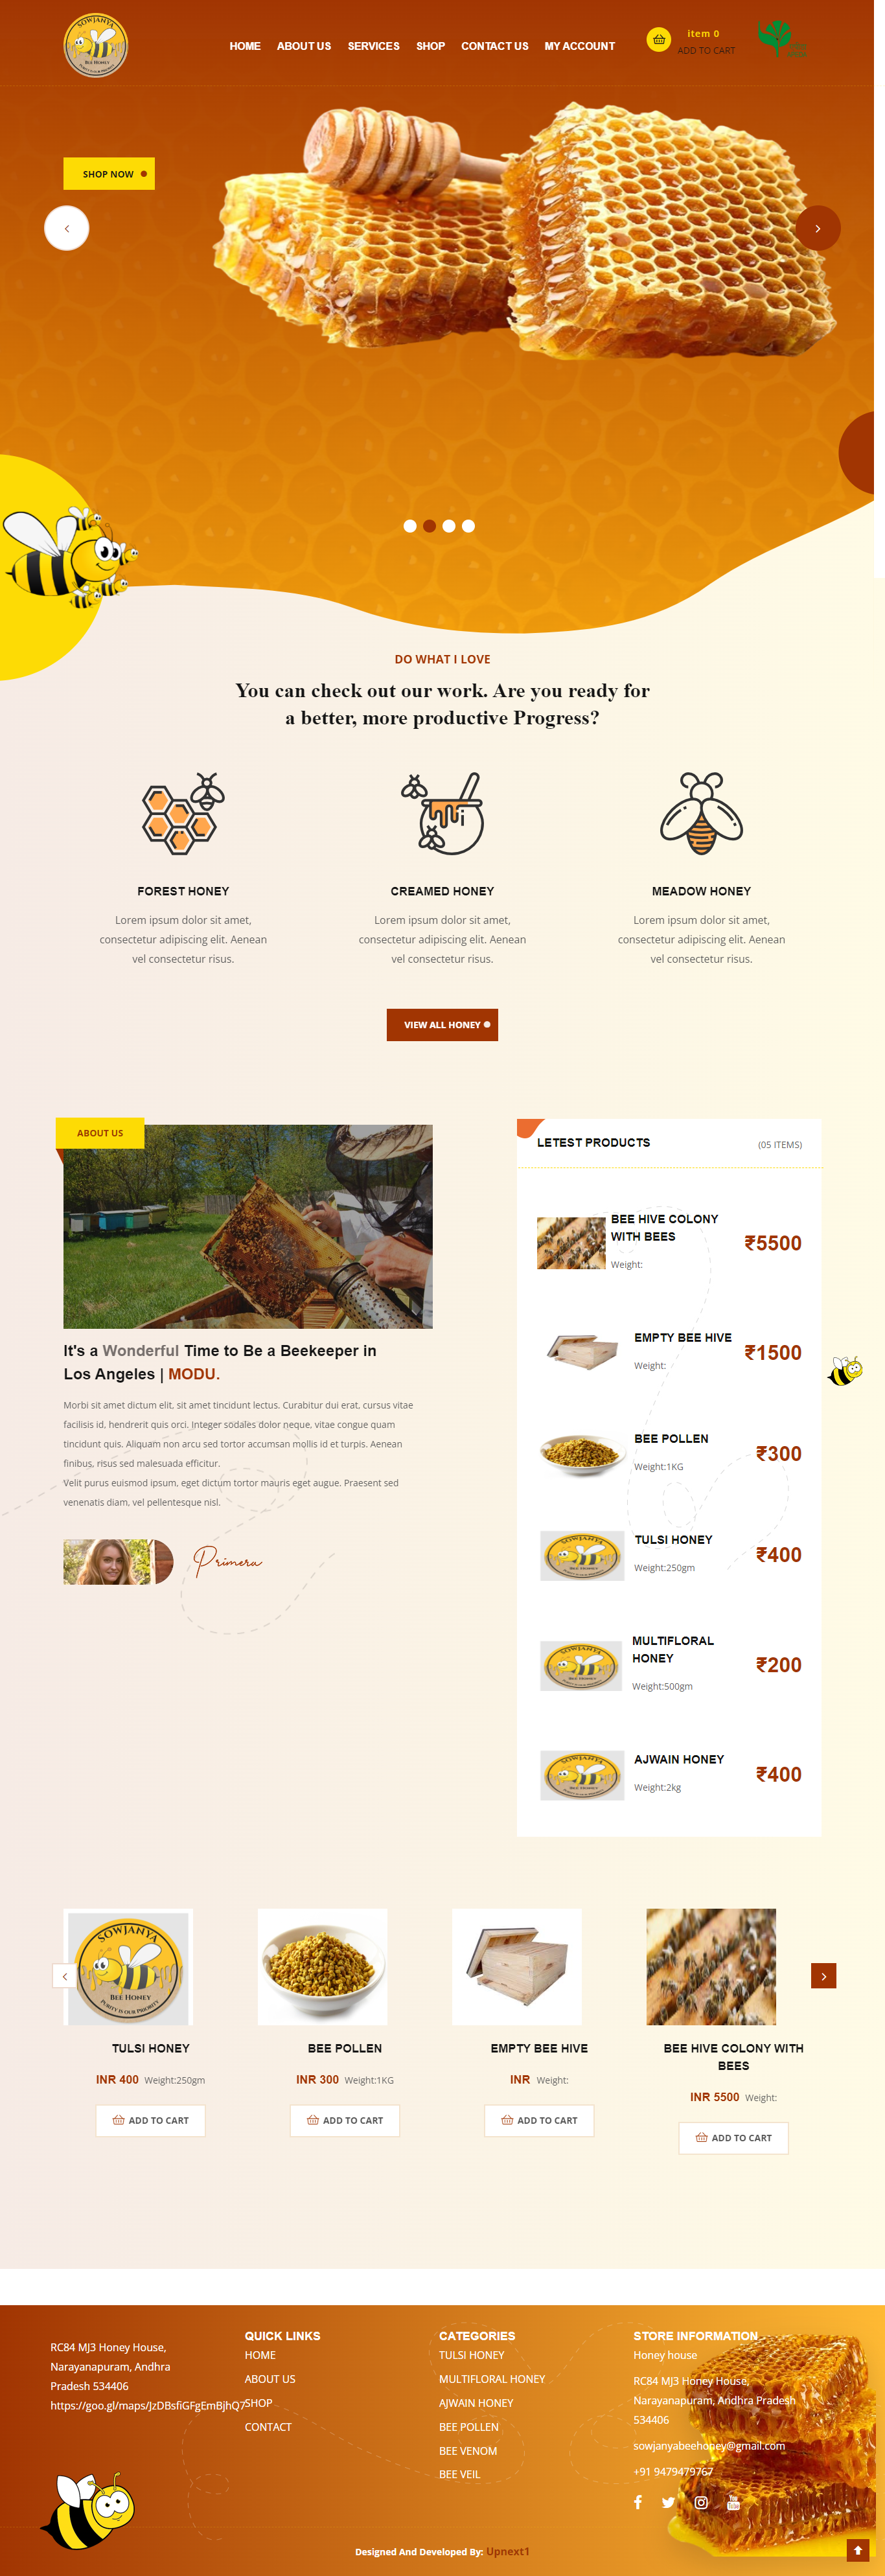 SOWJANYA
BEE HONEY
PURITY IS OUR PRIORITY
HOME ABOUT US SERVICES SHOP CONTACT US MY ACCOUNT
item 0
ADD TO CART
SHOP NOW
DO WHAT I LOVE
You can check out our work. Are you ready for
a better, more productive Progress?
FOREST HONEY
Lorem ipsum dolor sit amet,
consectetur adipiscing elit. Aenean
vel consectetur risus.
CREAMED HONEY
Lorem ipsum dolor sit amet,
consectetur adipiscing elit. Aenean
vel consectetur risus.
MEADOW HONEY
Lorem ipsum dolor sit amet,
consectetur adipiscing elit. Aenean
vel consectetur risus.
VIEW ALL HONEY
ABOUT US
It's a Wonderful Time to Be a Beekeeper in
Los Angeles | MODU.
Morbi sit amet dictum elit, sit amet tincidunt lectus. Curabitur dui erat, cursus vitae
facilisis id, hendrerit quis orci. Integer sodales dolor neque, vitae congue quam
tincidunt quis. Aliquam non arcu sed tortor accumsan mollis id et turpis. Aenean
finibus, risus sed malesuada efficitur.
Velit purus euismod ipsum, eget dictum tortor mauris eget augue. Praesent sed
venenatis diam, vel pellentesque nisl.
Primera
LETEST PRODUCTS
(05 ITEMS)
BEE HIVE COLONY
WITH BEES
Weight:
₹5500
EMPTY BEE HIVE
Weight:
₹1500
BEE POLLEN
Weight:1KG
₹300
TULSI HONEY
Weight:250gm
₹400
MULTIFLORAL
HONEY
Weight:500gm
₹200
AJWAIN HONEY
Weight:2kg
₹400
SOWJANYA
BEE HONEY
PURITY IS OUR PRIORITY
TULSI HONEY
INR 400 Weight:250gm
ADD TO CART
BEE POLLEN
INR 300 Weight:1KG
ADD TO CART
EMPTY BEE HIVE
INR Weight:
ADD TO CART
BEE HIVE COLONY WITH
BEES
INR 5500 Weight:
ADD TO CART
RC84 MJ3 Honey House,
Narayanapuram, Andhra
Pradesh 534406
https://goo.gl/maps/JzDBsfiGFgEmBjhQ7
QUICK LINKS
HOME
ABOUT US
SHOP
CONTACT
CATEGORIES
TULSI HONEY
MULTIFLORAL HONEY
AJWAIN HONEY
BEE POLLEN
BEE VENOM
BEE VEIL
STORE INFORMATION
Honey house
RC84 MJ3 Honey House,
Narayanapuram, Andhra Pradesh
534406
sowjanyabeehoney@gmail.com
+91 9479479767
Designed And Developed By: Upnext1